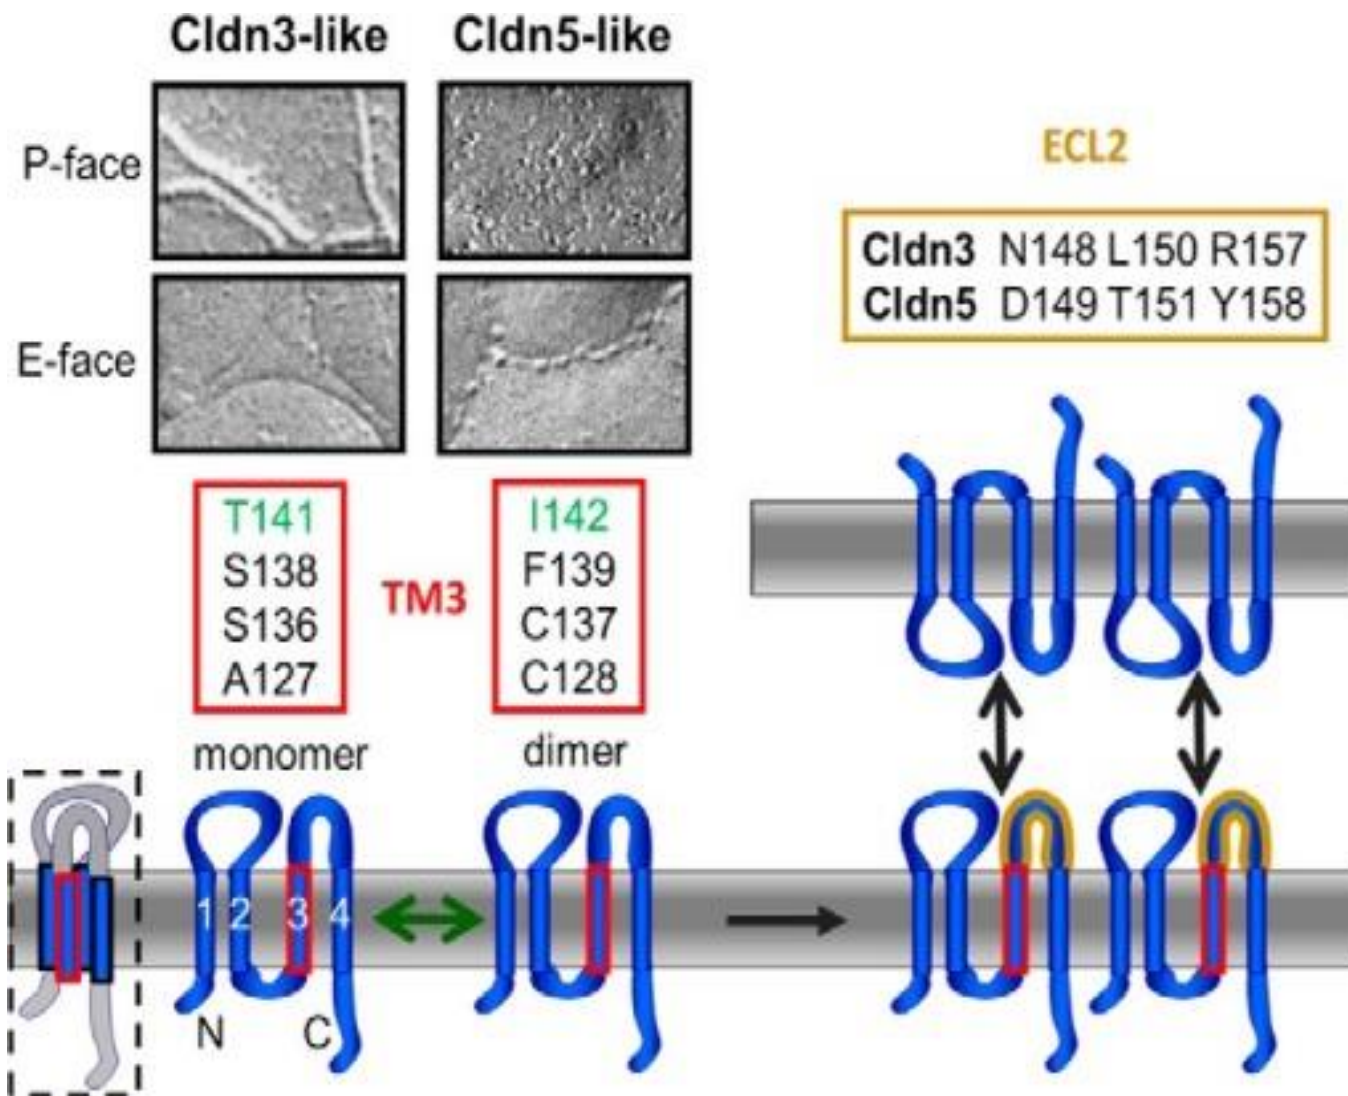 Cldn3-like Cldn5-like
P-face
E-face
ECL2
Cldn3 N148 L150 R157
Cldn5 D149 T151 Y158
T141
S138
S136
A127
TM3
I142
F139
C137
C128
monomer
dimer
1 2 3 4
N C